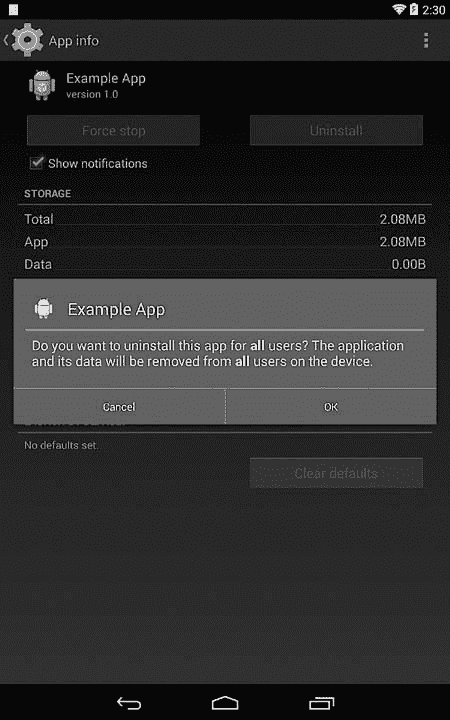 2:30
App info
Example App
version 1.0
Force stop
Uninstall
Show notifications
STORAGE
Total
2.08MB
App
2.08MB
Data
0.00B
Example App
Do you want to uninstall this app for all users? The application
and its data will be removed from all users on the device.
Cancel
OK
No defaults set.
Clear defaults